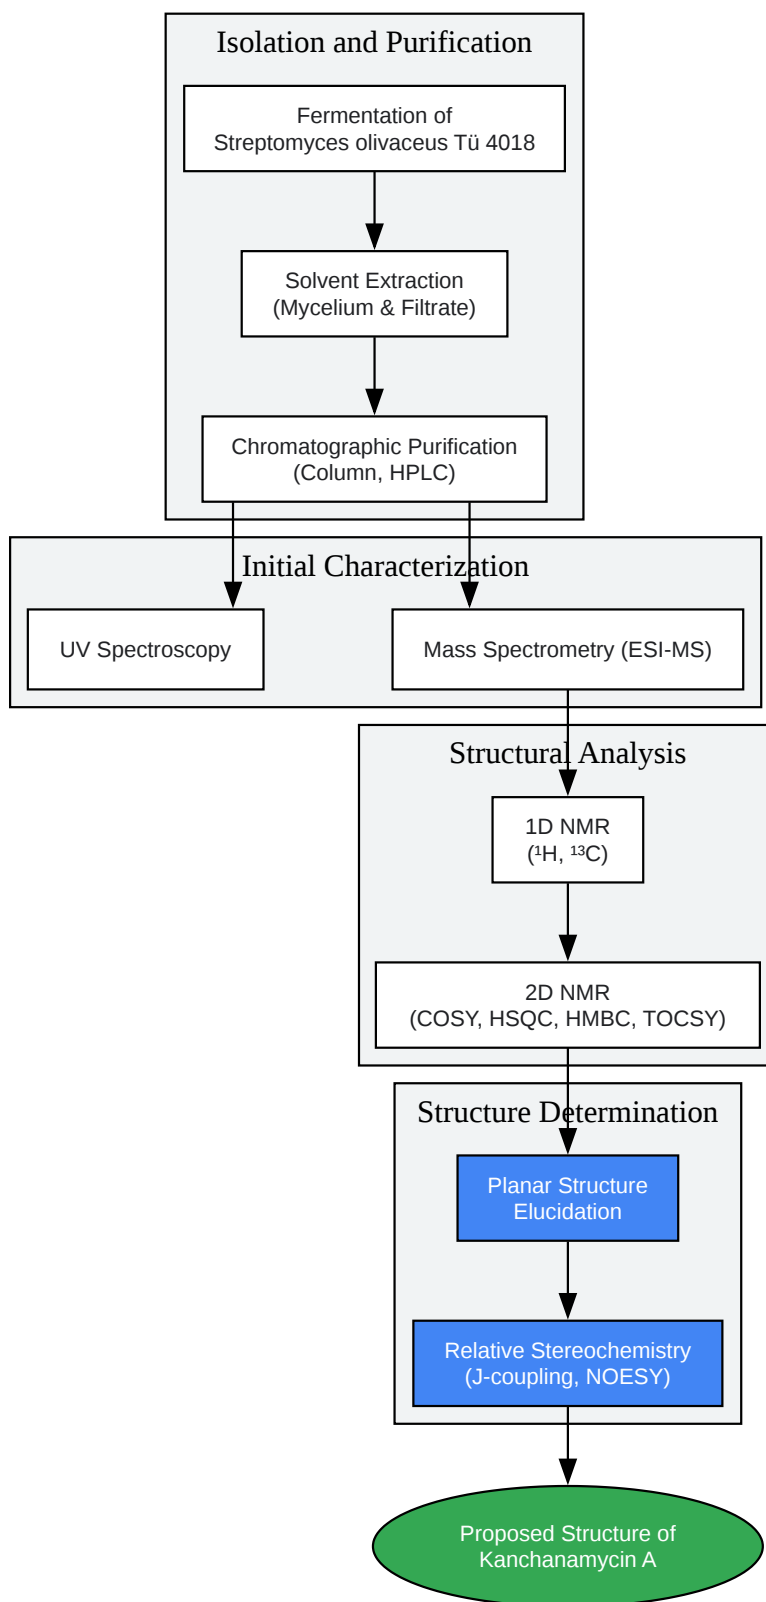 Isolation and Purification
Fermentation of
Streptomyces olivaceus Tü 4018
Solvent Extraction
(Mycelium & Filtrate)
Chromatographic Purification
(Column, HPLC)
Initial Characterization
UV Spectroscopy
Mass Spectrometry (ESI-MS)
Structural Analysis
1D NMR
(¹H, ¹³C)
2D NMR
(COSY, HSQC, HMBC, TOCSY)
Structure Determination
Planar Structure
Elucidation
Relative Stereochemistry
(J-coupling, NOESY)
Proposed Structure of
Kanchanamycin A